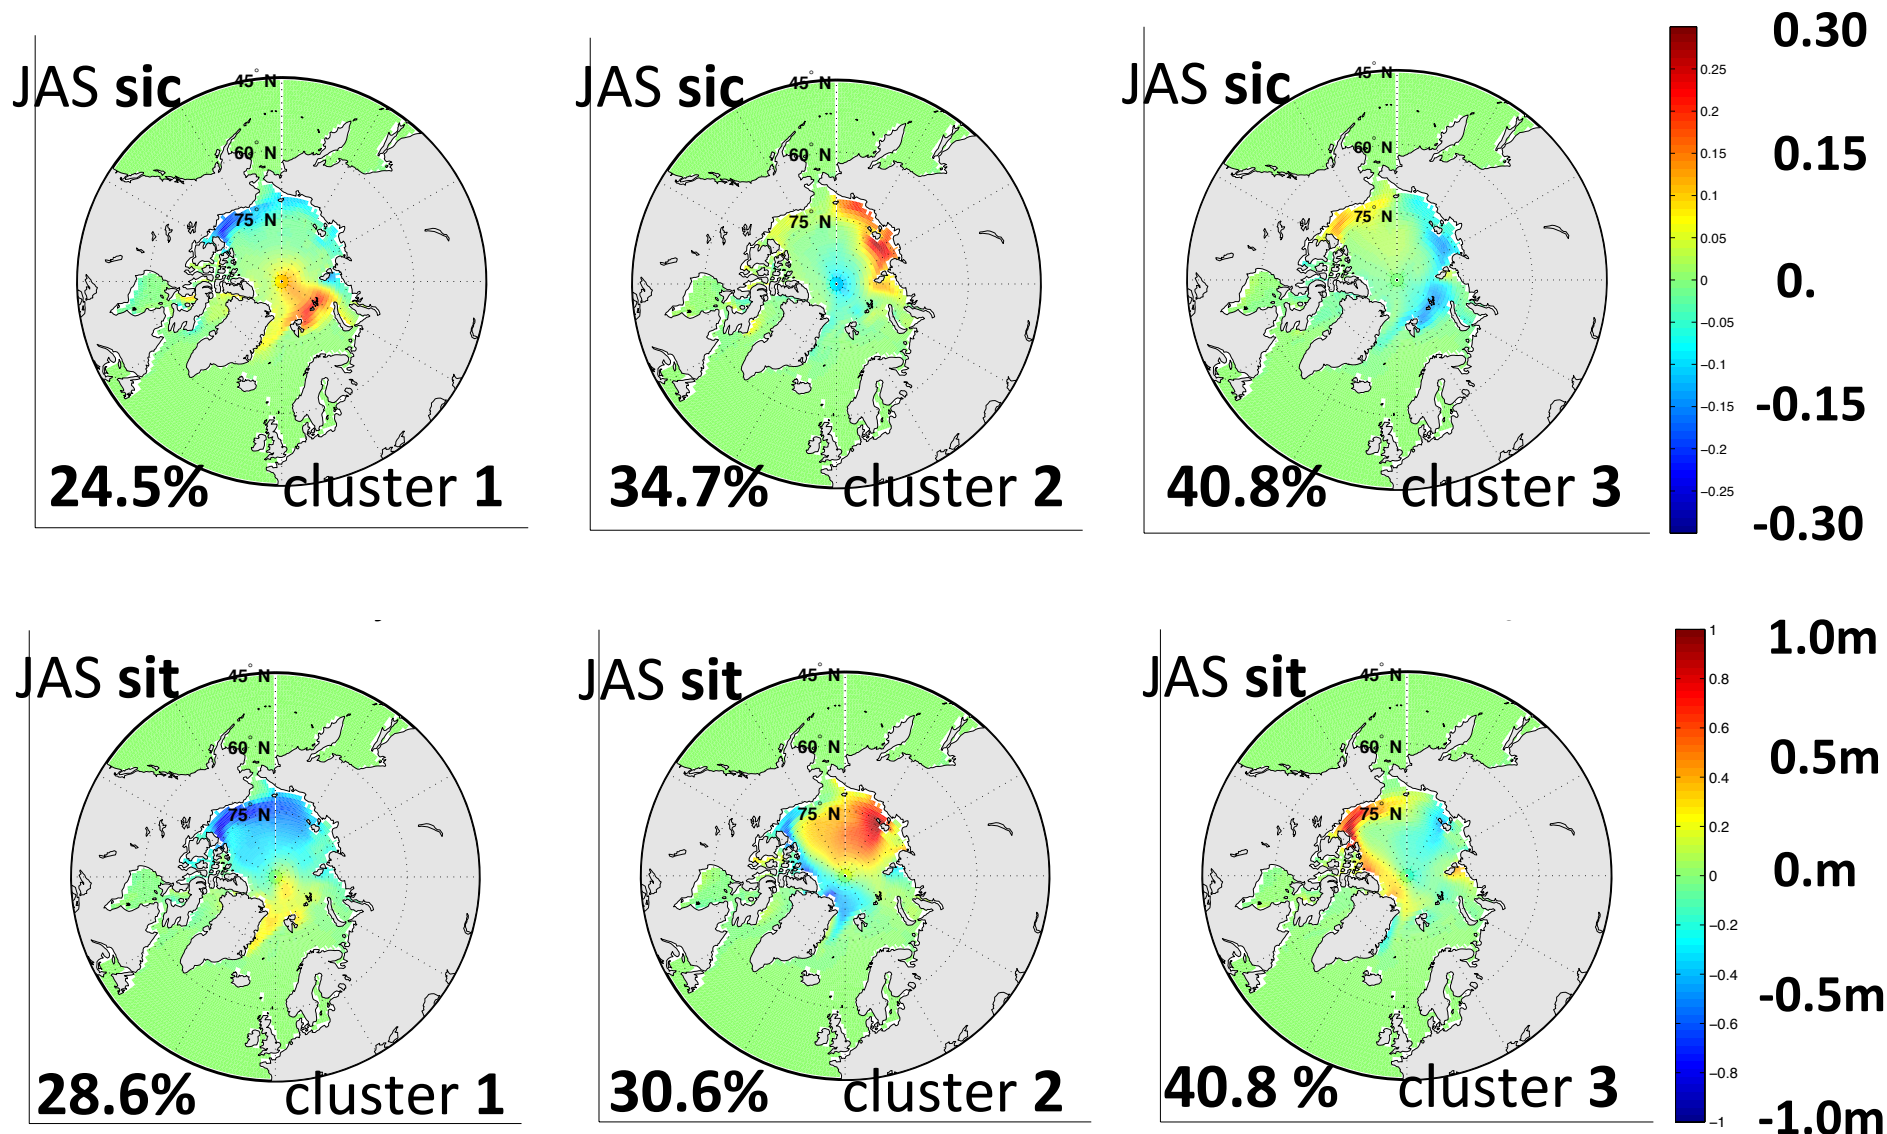 JAS sic
45° N
60° N
75° N
24.5% cluster 1
JAS sic
45° N
60° N
75° N
34.7% cluster 2
JAS sic
45° N
60° N
75° N
40.8% cluster 3
0.25
0.2
0.15
0.1
0.05
0
−0.05
−0.1
−0.15
−0.2
−0.25
0.30
0.15
0.
-0.15
-0.30
JAS sit
45° N
60° N
75° N
28.6% cluster 1
JAS sit
45° N
60° N
75° N
30.6% cluster 2
JAS sit
45° N
60° N
75° N
40.8 % cluster 3
1
0.8
0.6
0.4
0.2
0
−0.2
−0.4
−0.6
−0.8
−1
1.0m
0.5m
0.m
-0.5m
-1.0m